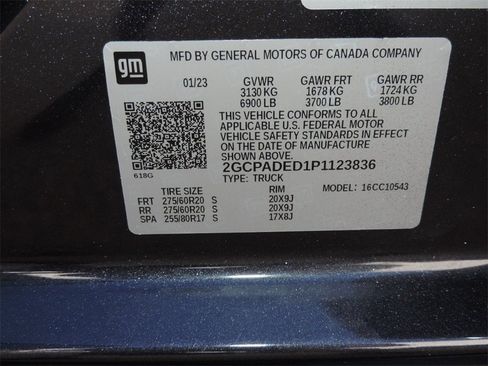 gm
MFD BY GENERAL MOTORS OF CANADA COMPANY
01/23 GVWR GAWR FRT GAWR RR
3130 KG 1678 KG 1724 KG
6900 LB 3700 LB 3800 LB
THIS VEHICLE CONFORMS TO ALL
APPLICABLE U.S. FEDERAL MOTOR
VEHICLE SAFETY STANDARDS IN EFFECT
ON THE DATE OF MANUFACTURE
SHOWN ABOVE.
2GCPADED1P1123836
618G TYPE: TRUCK
TIRE SIZE RIM MODEL: 16CC10543
FRT 275/60R20 S 20X9J
RR 275/60R20 S 20X9J
SPA 255/80R17 S 17X8J